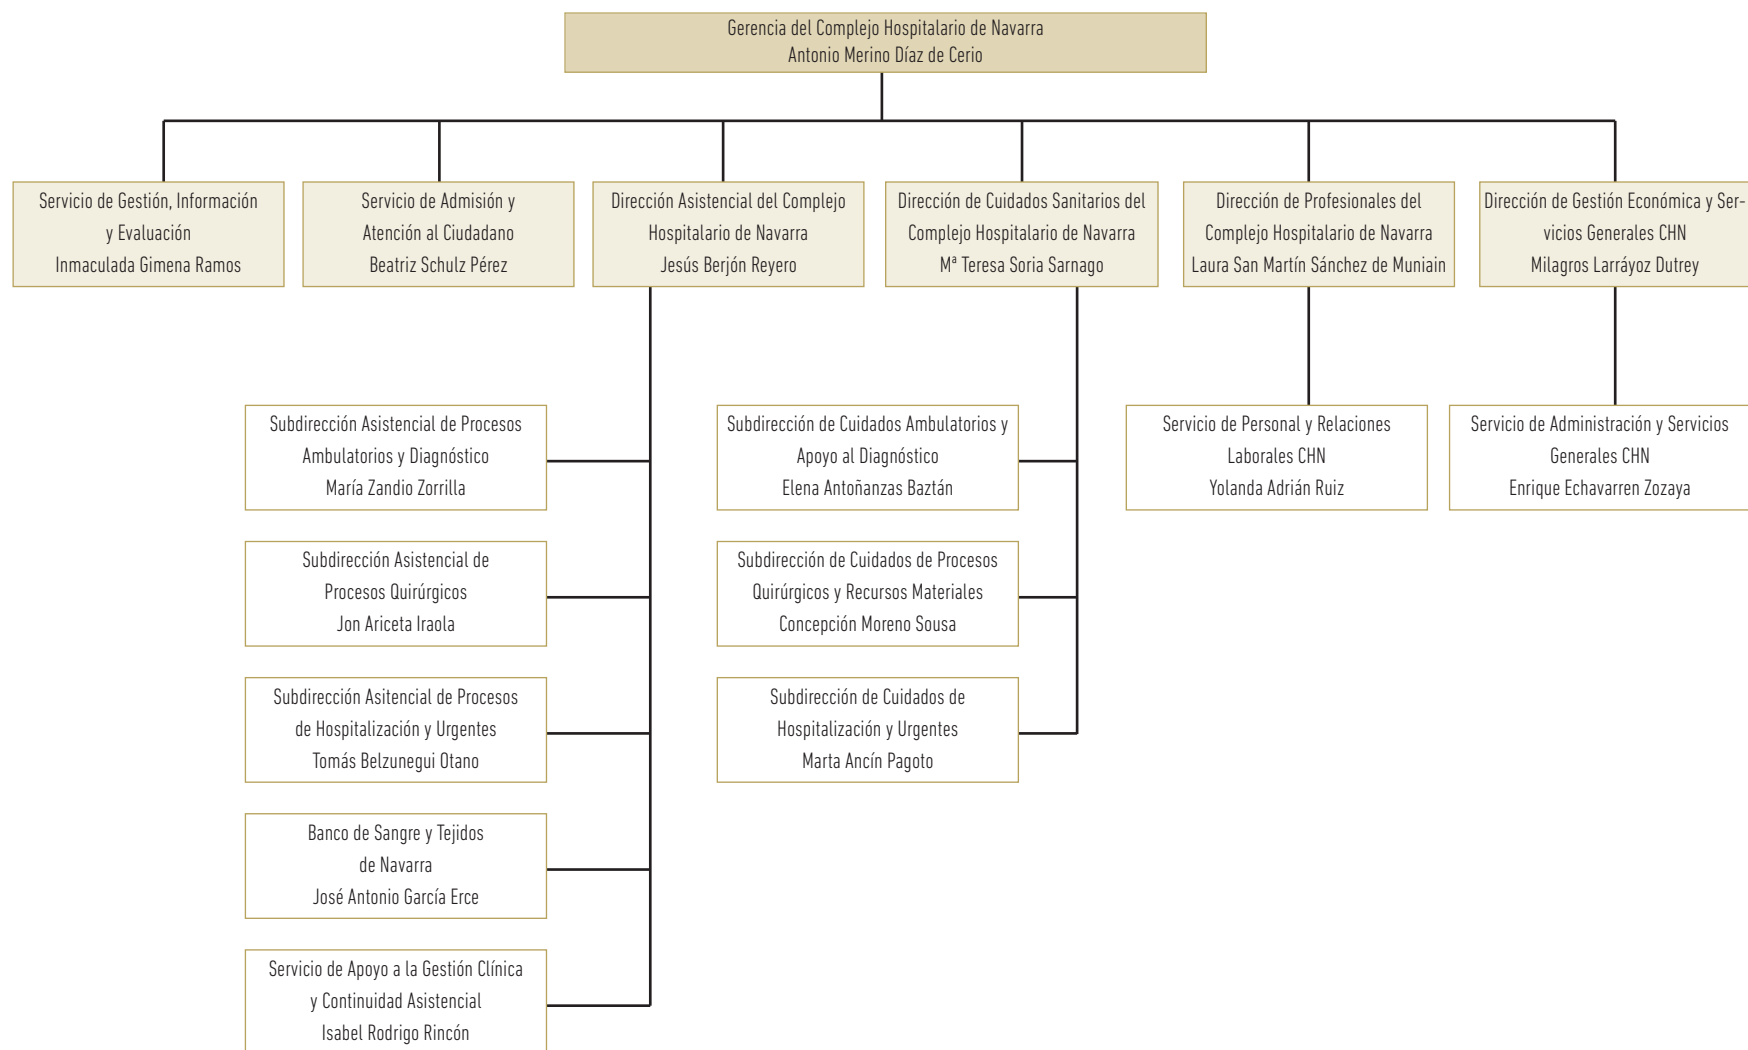 Gerencia del Complejo Hospitalario de Navarra
Antonio Merino Díaz de Cerio
Servicio de Gestión, Información
y Evaluación
Inmaculada Gimena Ramos
Servicio de Admisión y
Atención al Ciudadano
Beatriz Schulz Pérez
Dirección Asistencial del Complejo
Hospitalario de Navarra
Jesús Berjón Reyero
Dirección de Cuidados Sanitarios del
Complejo Hospitalario de Navarra
Mª Teresa Soria Sarnago
Dirección de Profesionales del
Complejo Hospitalario de Navarra
Laura San Martín Sánchez de Muniain
Dirección de Gestión Económica y Ser-
vicios Generales CHN
Milagros Larráyoz Dutrey
Subdirección Asistencial de Procesos
Ambulatorios y Diagnóstico
María Zandio Zorrilla
Subdirección Asistencial de
Procesos Quirúrgicos
Jon Ariceta Iraola
Subdirección Asitencial de Procesos
de Hospitalización y Urgentes
Tomás Belzunegui Otano
Banco de Sangre y Tejidos
de Navarra
José Antonio García Erce
Servicio de Apoyo a la Gestión Clínica
y Continuidad Asistencial
Isabel Rodrigo Rincón
Subdirección de Cuidados Ambulatorios y
Apoyo al Diagnóstico
Elena Antoñanzas Baztán
Subdirección de Cuidados de Procesos
Quirúrgicos y Recursos Materiales
Concepción Moreno Sousa
Subdirección de Cuidados de
Hospitalización y Urgentes
Marta Ancín Pagoto
Servicio de Personal y Relaciones
Laborales CHN
Yolanda Adrián Ruiz
Servicio de Administración y Servicios
Generales CHN
Enrique Echavarren Zozaya